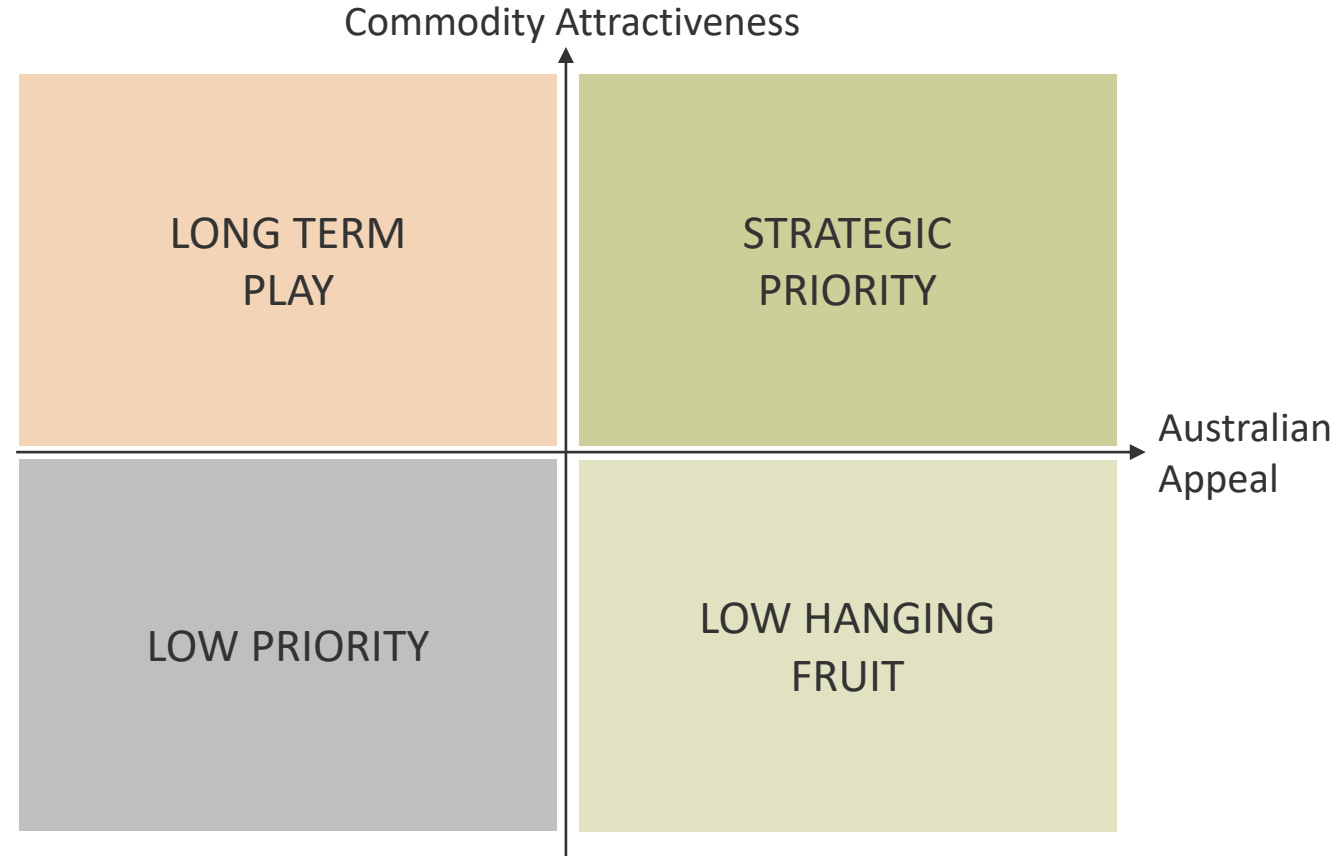 Commodity Attractiveness
LONG TERM
PLAY
STRATEGIC
PRIORITY
Australian
Appeal
LOW PRIORITY
LOW HANGING
FRUIT